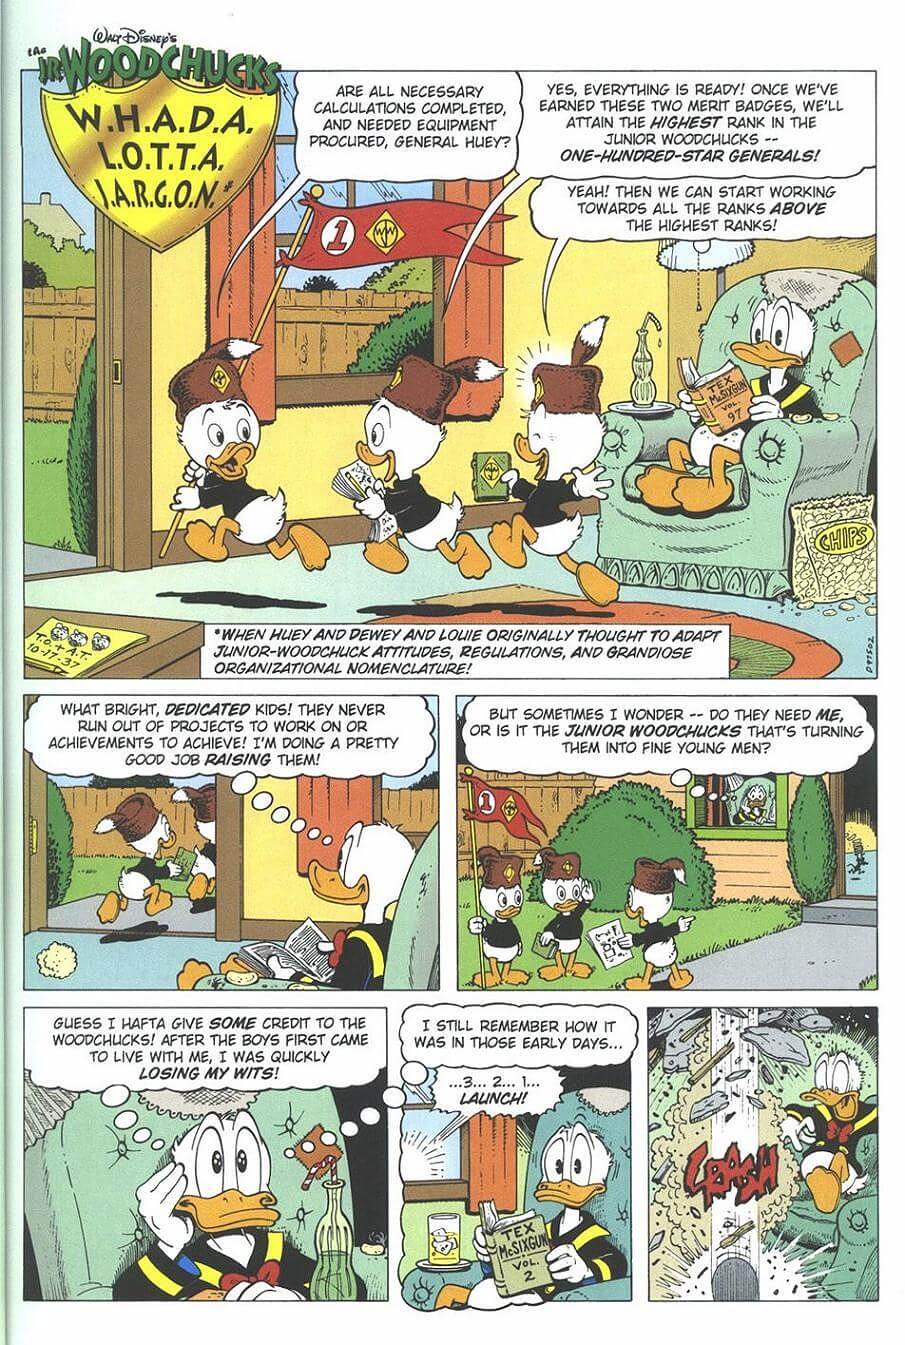 Walt Disney's
the
JR WOODCHUCKS
W.H.A.D.A.
L.O.T.T.A.
J.A.R.G.O.N.*
ARE ALL NECESSARY
CALCULATIONS COMPLETED,
AND NEEDED EQUIPMENT
PROCURED, GENERAL HUEY?
YES, EVERYTHING IS READY! ONCE WE'VE
EARNED THESE TWO MERIT BADGES, WE'LL
ATTAIN THE HIGHEST RANK IN THE
JUNIOR WOODCHUCKS --
ONE-HUNDRED-STAR GENERALS!
YEAH! THEN WE CAN START WORKING
TOWARDS ALL THE RANKS ABOVE
THE HIGHEST RANKS!
1
TEX
McSIXGUN
VOL.
97
CHIPS
T.O. + A.T.
10-17-37
*WHEN HUEY AND DEWEY AND LOUIE ORIGINALLY THOUGHT TO ADAPT
JUNIOR-WOODCHUCK ATTITUDES, REGULATIONS, AND GRANDIOSE
ORGANIZATIONAL NOMENCLATURE!
D97502
WHAT BRIGHT, DEDICATED KIDS! THEY NEVER
RUN OUT OF PROJECTS TO WORK ON OR
ACHIEVEMENTS TO ACHIEVE! I'M DOING A PRETTY
GOOD JOB RAISING THEM!
BUT SOMETIMES I WONDER -- DO THEY NEED ME,
OR IS IT THE JUNIOR WOODCHUCKS THAT'S TURNING
THEM INTO FINE YOUNG MEN?
1
GUESS I HAFTA GIVE SOME CREDIT TO THE
WOODCHUCKS! AFTER THE BOYS FIRST CAME
TO LIVE WITH ME, I WAS QUICKLY
LOSING MY WITS!
I STILL REMEMBER HOW IT
WAS IN THOSE EARLY DAYS...
...3... 2... 1...
LAUNCH!
TEX
McSIXGUN
VOL.
2
CRASH